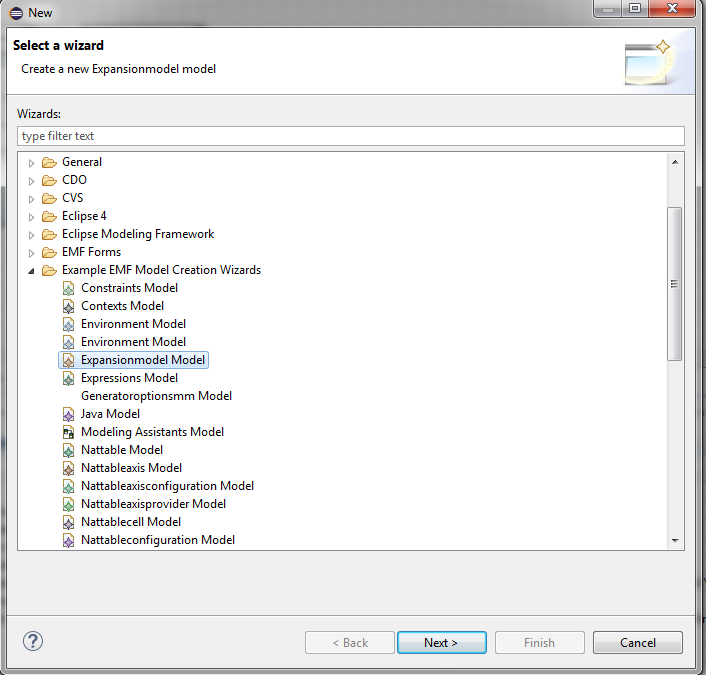 New
Select a wizard
Create a new Expansionmodel model
Wizards:
type filter text
General
CDO
CVS
Eclipse 4
Eclipse Modeling Framework
EMF Forms
Example EMF Model Creation Wizards
Constraints Model
Contexts Model
Environment Model
Environment Model
Expansionmodel Model
Expressions Model
Generatoroptionsmm Model
Java Model
Modeling Assistants Model
Nattable Model
Nattableaxis Model
Nattableaxisconfiguration Model
Nattableaxisprovider Model
Nattablecell Model
Nattableconfiguration Model
? < Back Next > Finish Cancel